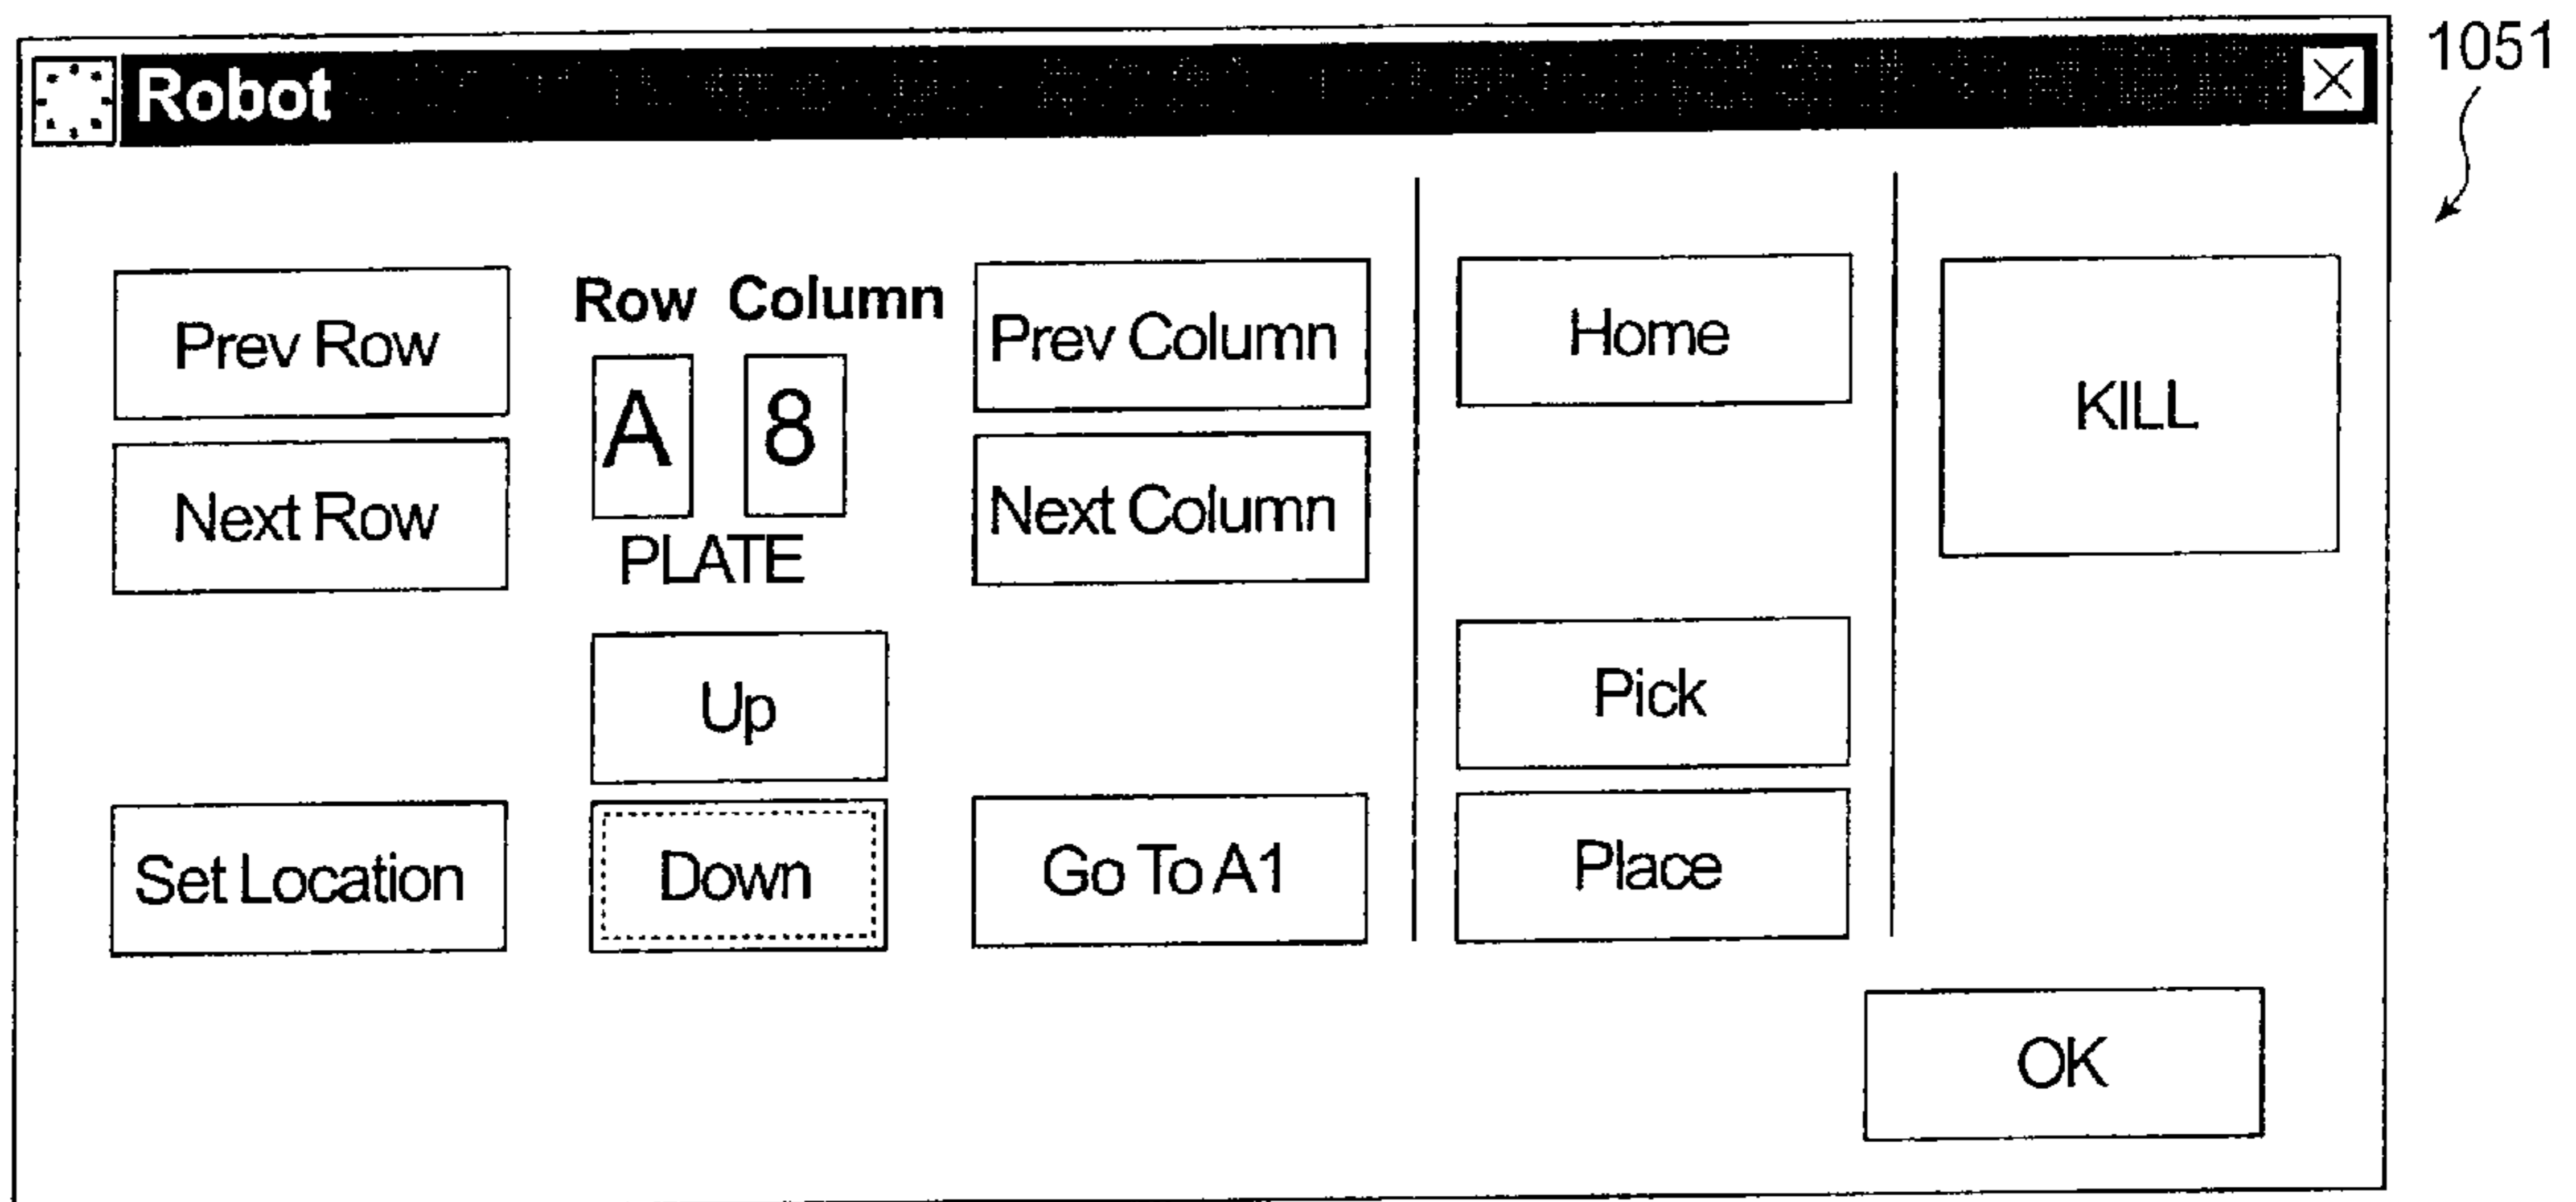 1051
Robot
Prev Row
Row Column
Prev Column
Home
KILL
A 8
Next Row
Next Column
PLATE
Up
Pick
Set Location
Down
Go To A1
Place
OK